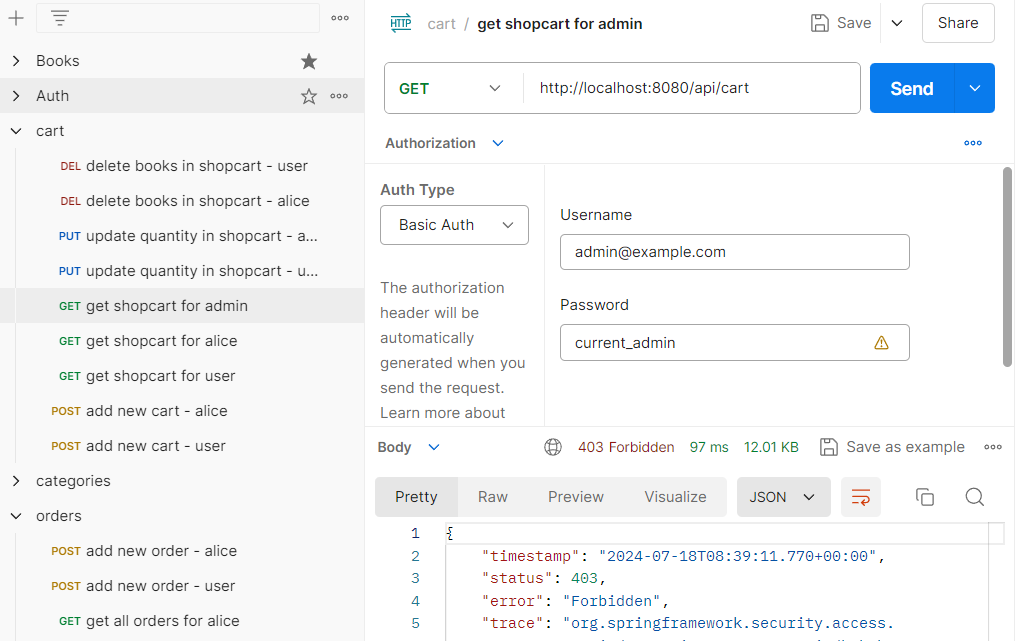 Books
Auth
cart
DEL delete books in shopcart - user
DEL delete books in shopcart - alice
PUT update quantity in shopcart - a...
PUT update quantity in shopcart - u...
GET get shopcart for admin
GET get shopcart for alice
GET get shopcart for user
POST add new cart - alice
POST add new cart - user
categories
orders
POST add new order - alice
POST add new order - user
GET get all orders for alice
HTTP cart / get shopcart for admin Save Share
GET http://localhost:8080/api/cart Send
Authorization
Auth Type
Basic Auth
The authorization
header will be
automatically
generated when you
send the request.
Learn more about
Username
admin@example.com
Password
current_admin
Body 403 Forbidden 97 ms 12.01 KB Save as example
Pretty Raw Preview Visualize JSON
1 {
2 "timestamp": "2024-07-18T08:39:11.770+00:00",
3 "status": 403,
4 "error": "Forbidden",
5 "trace": "org.springframework.security.access.